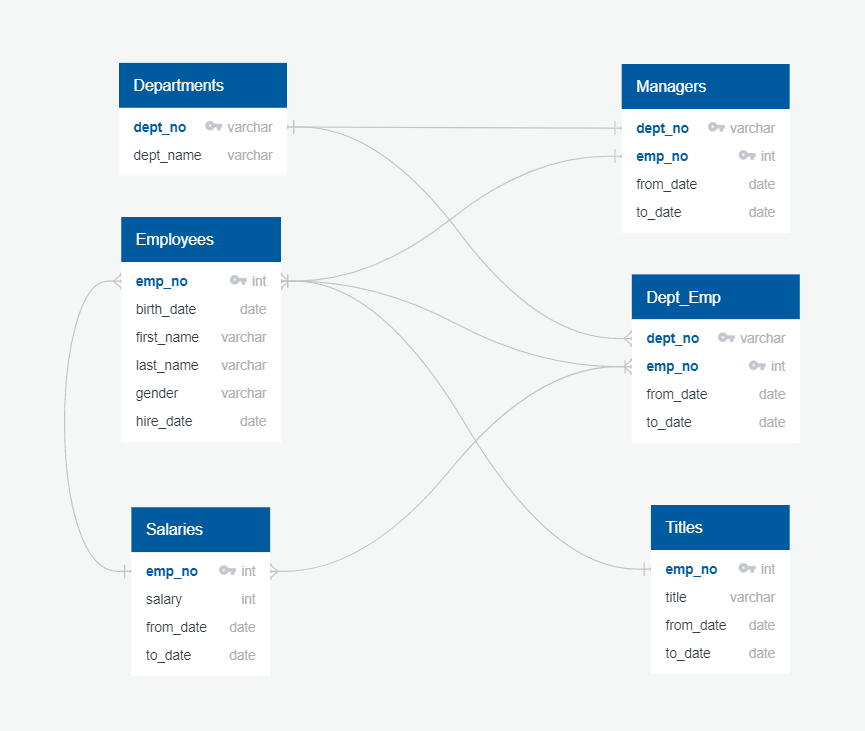 Departments
dept_no varchar
dept_name varchar
Employees
emp_no int
birth_date date
first_name varchar
last_name varchar
gender varchar
hire_date date
Salaries
emp_no int
salary int
from_date date
to_date date
Managers
dept_no varchar
emp_no int
from_date date
to_date date
Dept_Emp
dept_no varchar
emp_no int
from_date date
to_date date
Titles
emp_no int
title varchar
from_date date
to_date date